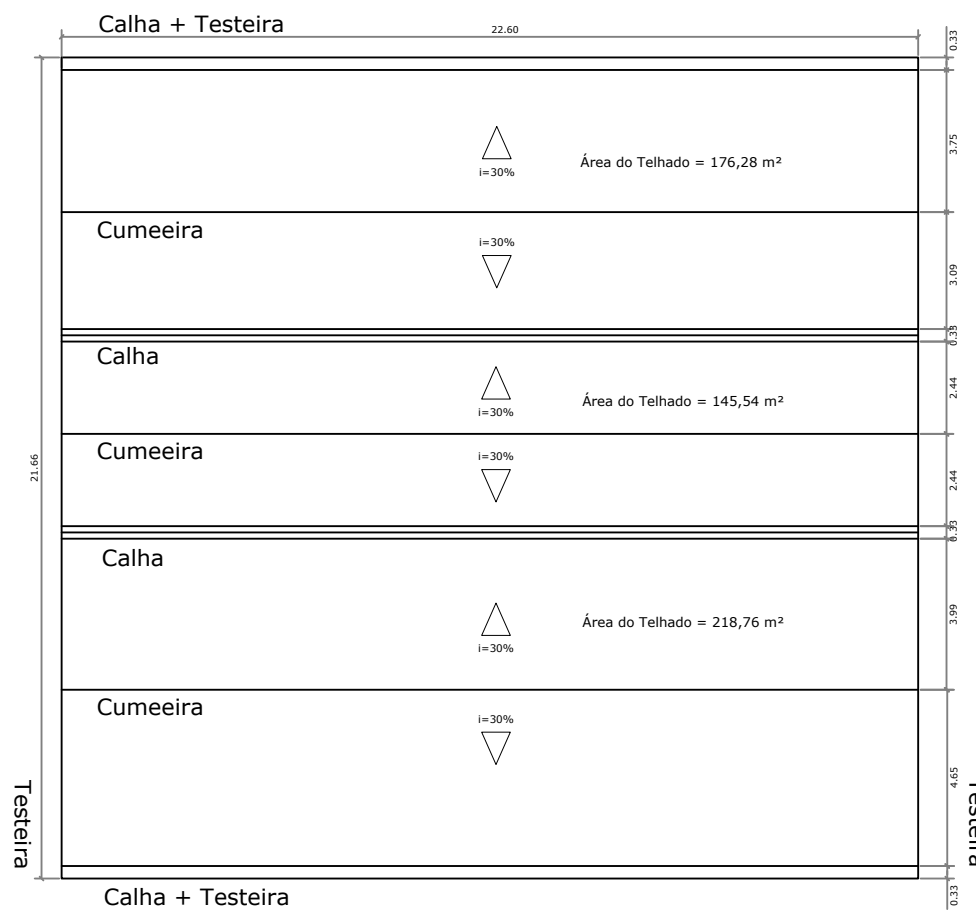 Calha + Testeira
22.60
0.33
3.75
i=30%
Área do Telhado = 176,28 m²
Cumeeira
i=30%
3.09
0.33
Calha
2.44
i=30%
Área do Telhado = 145,54 m²
Cumeeira
i=30%
21.66
2.44
0.33
Calha
3.99
i=30%
Área do Telhado = 218,76 m²
Cumeeira
i=30%
4.65
Testeira
Testeira
Calha + Testeira
0.33